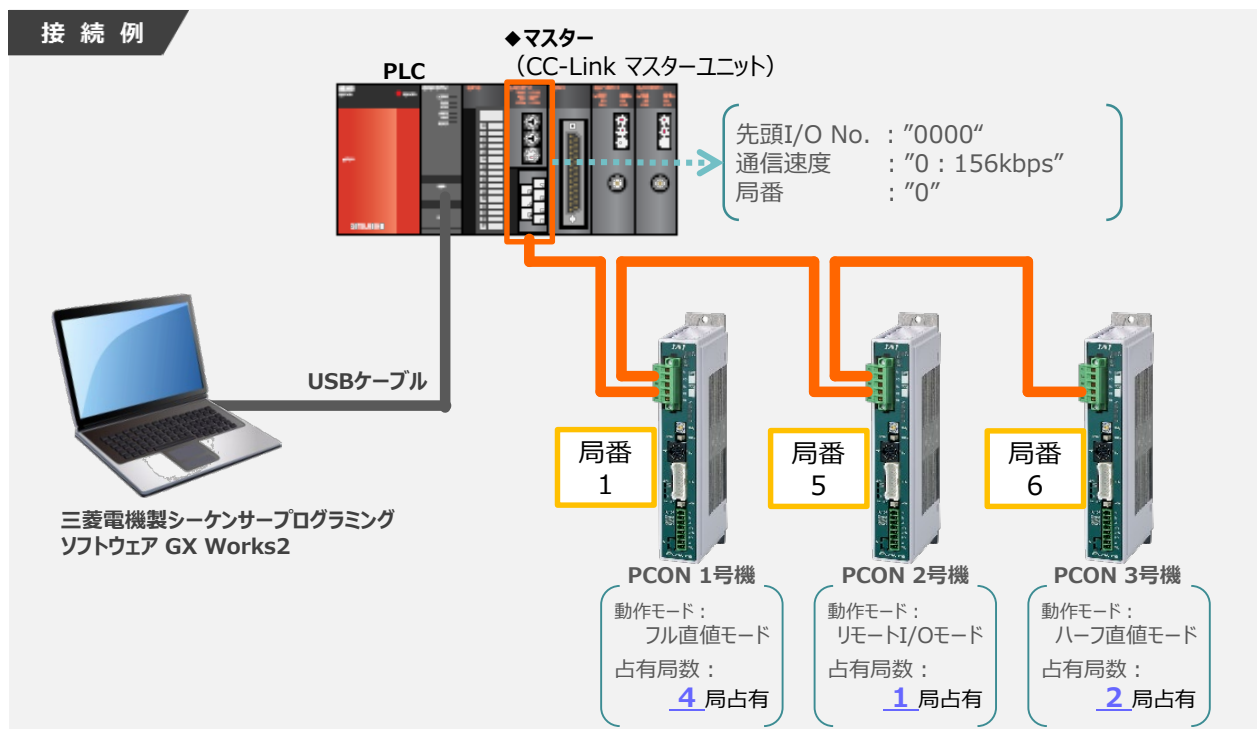 接 続 例
◆マスター
（CC-Link マスターユニット）
PLC
先頭I/O No. ：”0000“
通信速度 ：”0：156kbps”
局番 ：”0”
USBケーブル
三菱電機製シーケンサープログラミング
ソフトウェア GX Works2
局番
1
局番
5
局番
6
PCON 1号機
動作モード：
フル直値モード
占有局数：
4 局占有
PCON 2号機
動作モード：
リモートI/Oモード
占有局数：
1 局占有
PCON 3号機
動作モード：
ハーフ直値モード
占有局数：
2 局占有